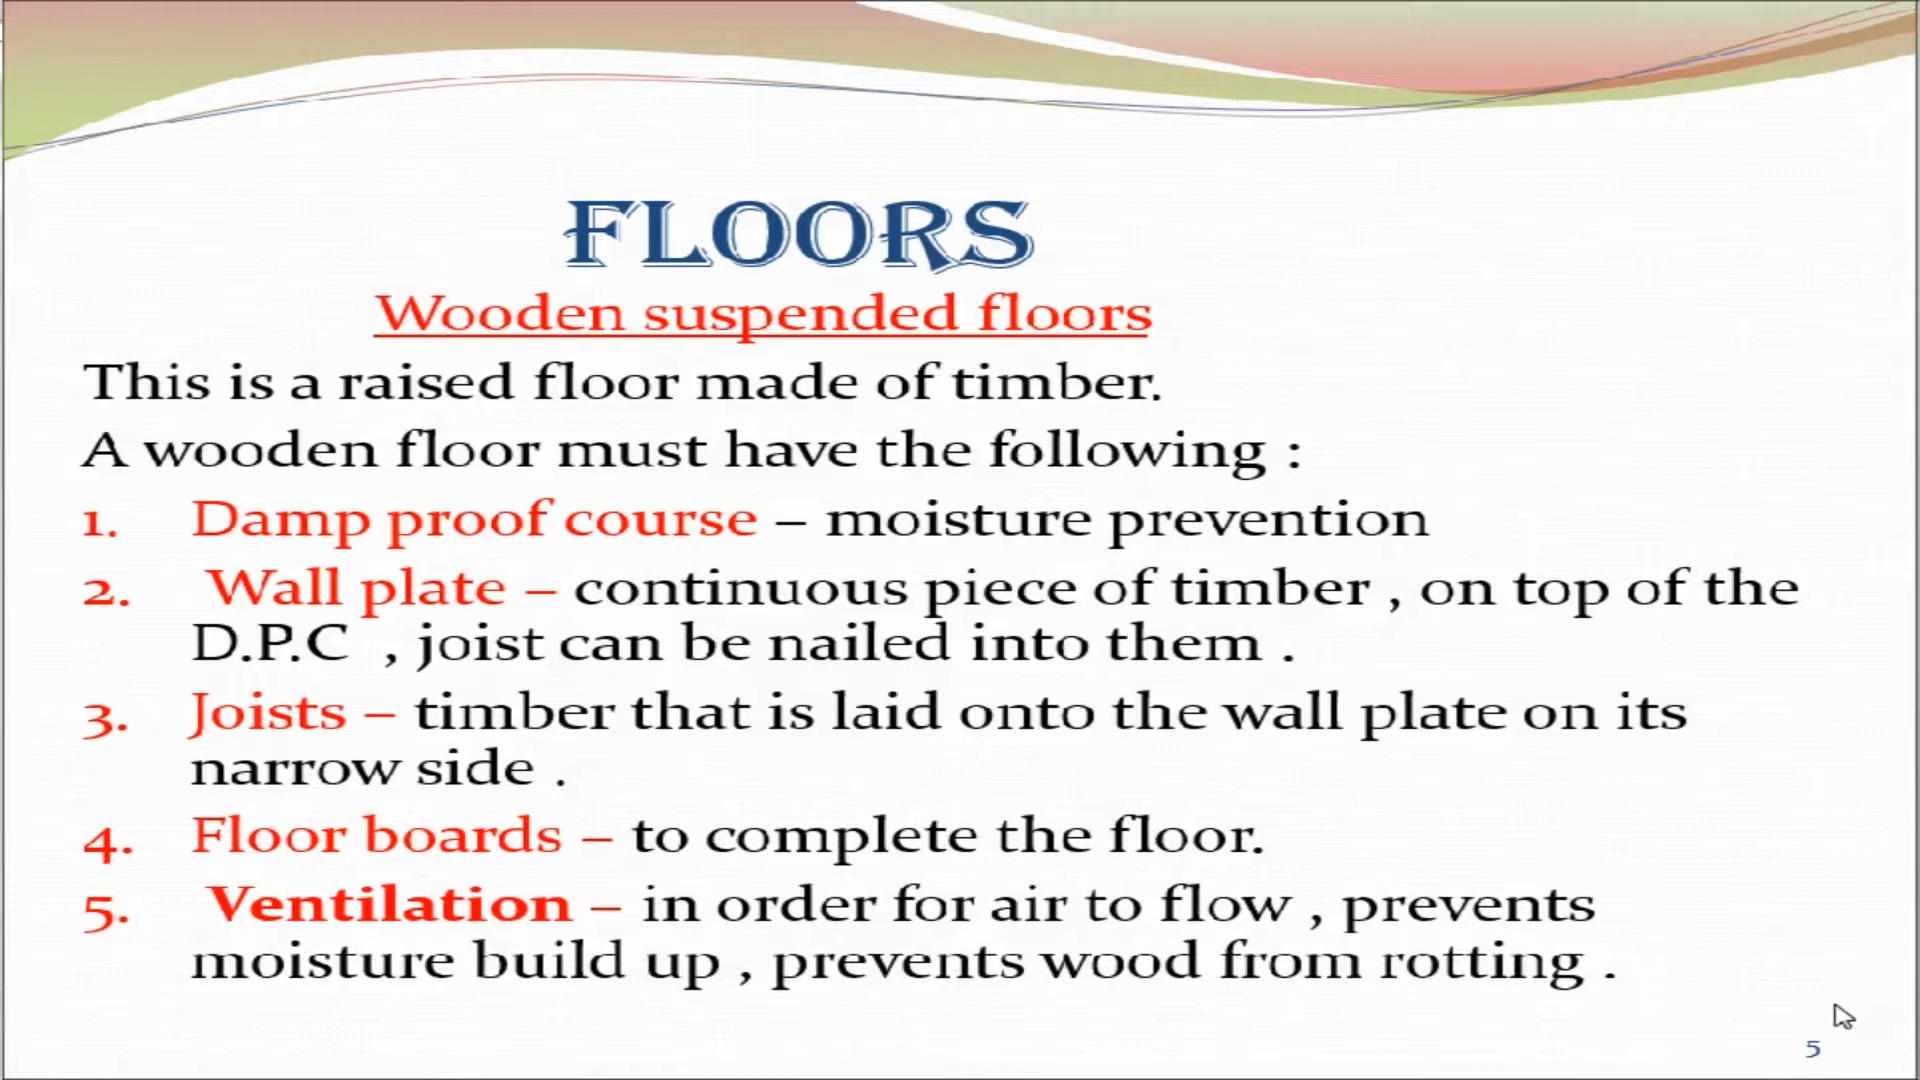 FLOORS
Wooden suspended floors
This is a raised floor made of timber.
A wooden floor must have the following :
1. Damp proof course – moisture prevention
2. Wall plate – continuous piece of timber , on top of the
D.P.C , joist can be nailed into them .
3. Joists – timber that is laid onto the wall plate on its
narrow side .
4. Floor boards – to complete the floor.
5. Ventilation – in order for air to flow , prevents
moisture build up , prevents wood from rotting .
5